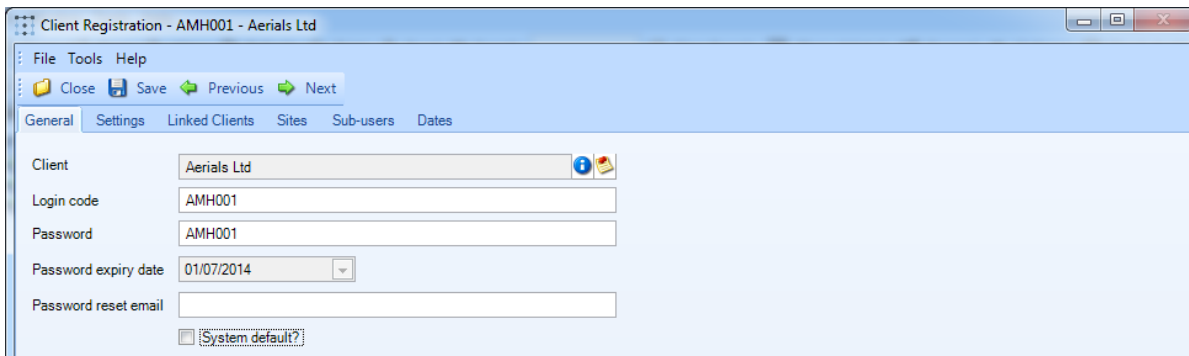 Client Registration - AMH001 - Aerials Ltd
File Tools Help
Close Save Previous Next
General Settings Linked Clients Sites Sub-users Dates
Client Aerials Ltd
Login code AMH001
Password AMH001
Password expiry date 01/07/2014
Password reset email
System default?